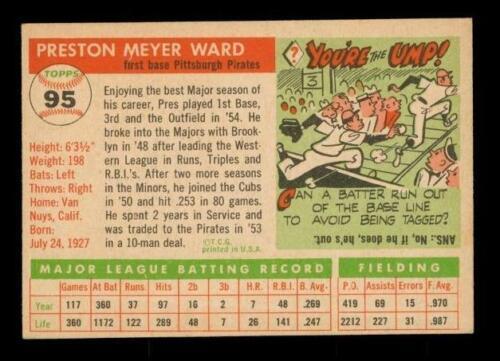 PRESTON MEYER WARD
first base Pittsburgh Pirates
TOPPS
95
Height: 6'3½"
Weight: 198
Bats: Left
Throws: Right
Home: Van
Nuys, Calif.
Born:
July 24, 1927
Enjoying the best Major season of
his career, Pres played 1st Base,
3rd and the Outfield in '54. He
broke into the Majors with Brook-
lyn in '48 after leading the West-
ern League in Runs, Triples and
R.B.I.'s. After two more seasons
in the Minors, he joined the Cubs
in '50 and hit .253 in 80 games.
He spent 2 years in Service and
was traded to the Pirates in '53
in a 10-man deal.
©T.C.G.
printed in U.S.A.
?
YOU'RE THE UMP!
3
CAN A BATTER RUN OUT
OF THE BASE LINE
TO AVOID BEING TAGGED?
ANS.: No, If he does, he's out.
MAJOR LEAGUE BATTING RECORD
Games At Bat Runs Hits 2b 3b H.R. R.B.I. B. Avg.
Year 117 360 37 97 16 2 7 48 .269
Life 360 1172 128 289 47 8 26 141 .247
FIELDING
P.O. Assists Errors F. Avg.
419 69 15 .970
2212 227 31 .987